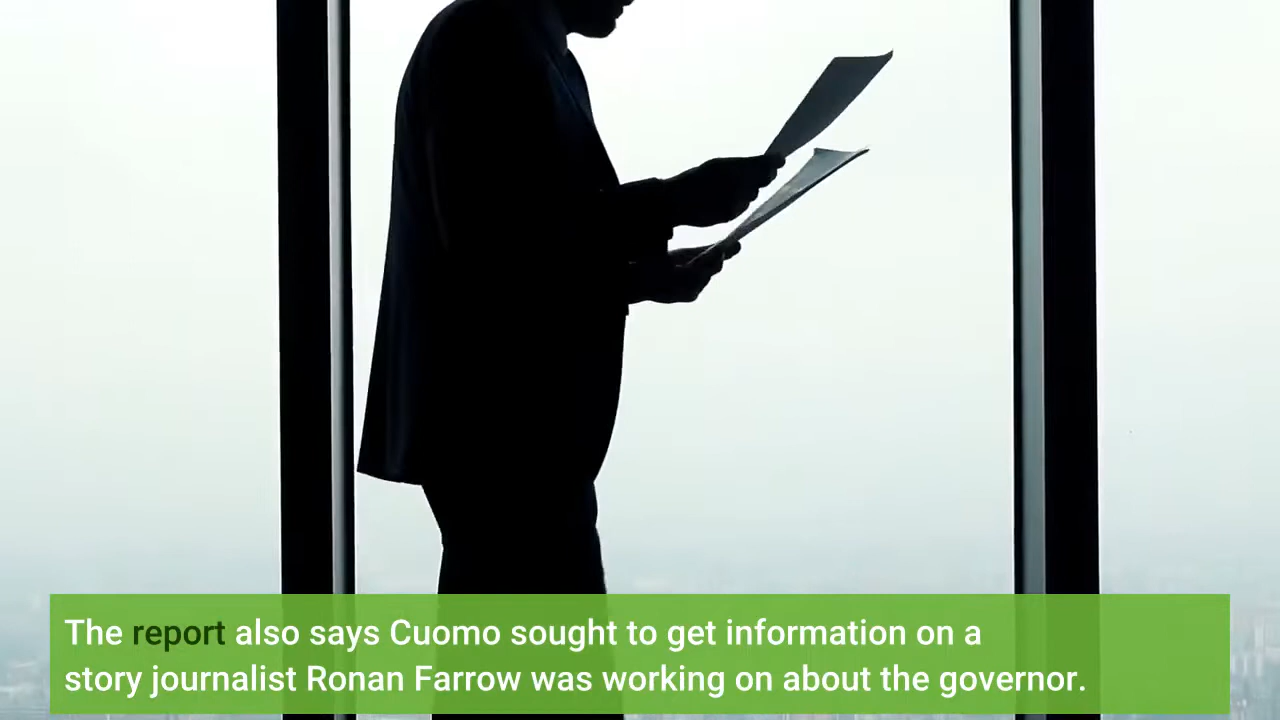 The report also says Cuomo sought to get information on a
story journalist Ronan Farrow was working on about the governor.